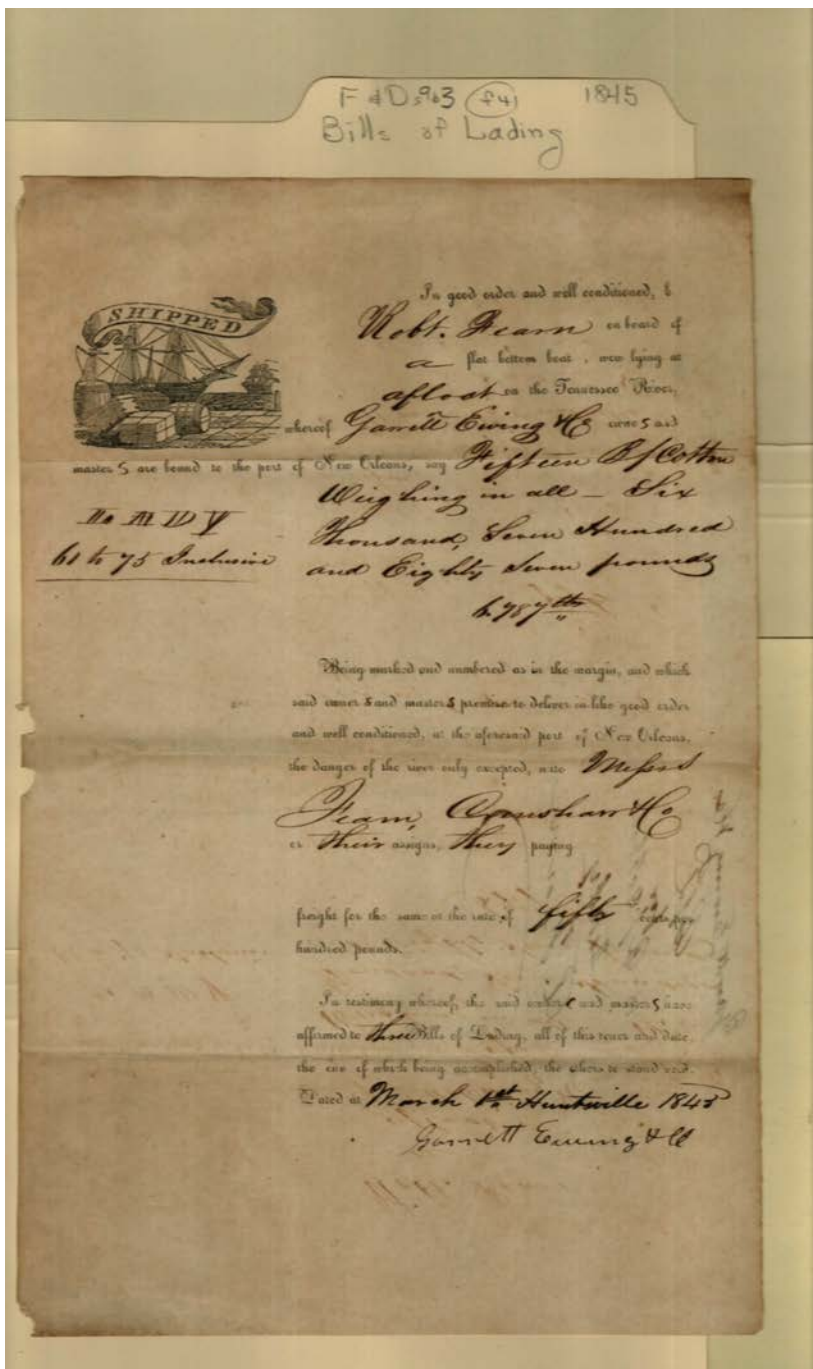 1845
Bills of Lading
SHIPPED
In good order and well conditioned, b
Robt. Fearn on board of
a flat bottom boat, now lying at
afloat on the Tennessee River,
whereof Garrett Ewing & Co owners and
masters are bound to the port of New Orleans, say Fifteen B/Cotton
Weighing in all - Six
Thousand, Seven Hundred
and Eighty Seven pounds
6.787 lbs
61 to 75 Inclusive
Being marked and numbered as in the margin, and which
said owners and masters promise to deliver in like good order
and well conditioned, at the aforesaid port of New Orleans,
the danger of the river only excepted, unto Messrs
Fearn, Crenshaw & Co
or their assigns, they paying
freight for the same at the rate of fifty cents per
hundred pounds.
In testimony whereof, the said owners and masters have
affirmed to three Bills of Lading, all of this tenor and date,
the one of which being accomplished, the others to stand void.
Dated at March 1st Huntsville 1845
Garrett Ewing & Co